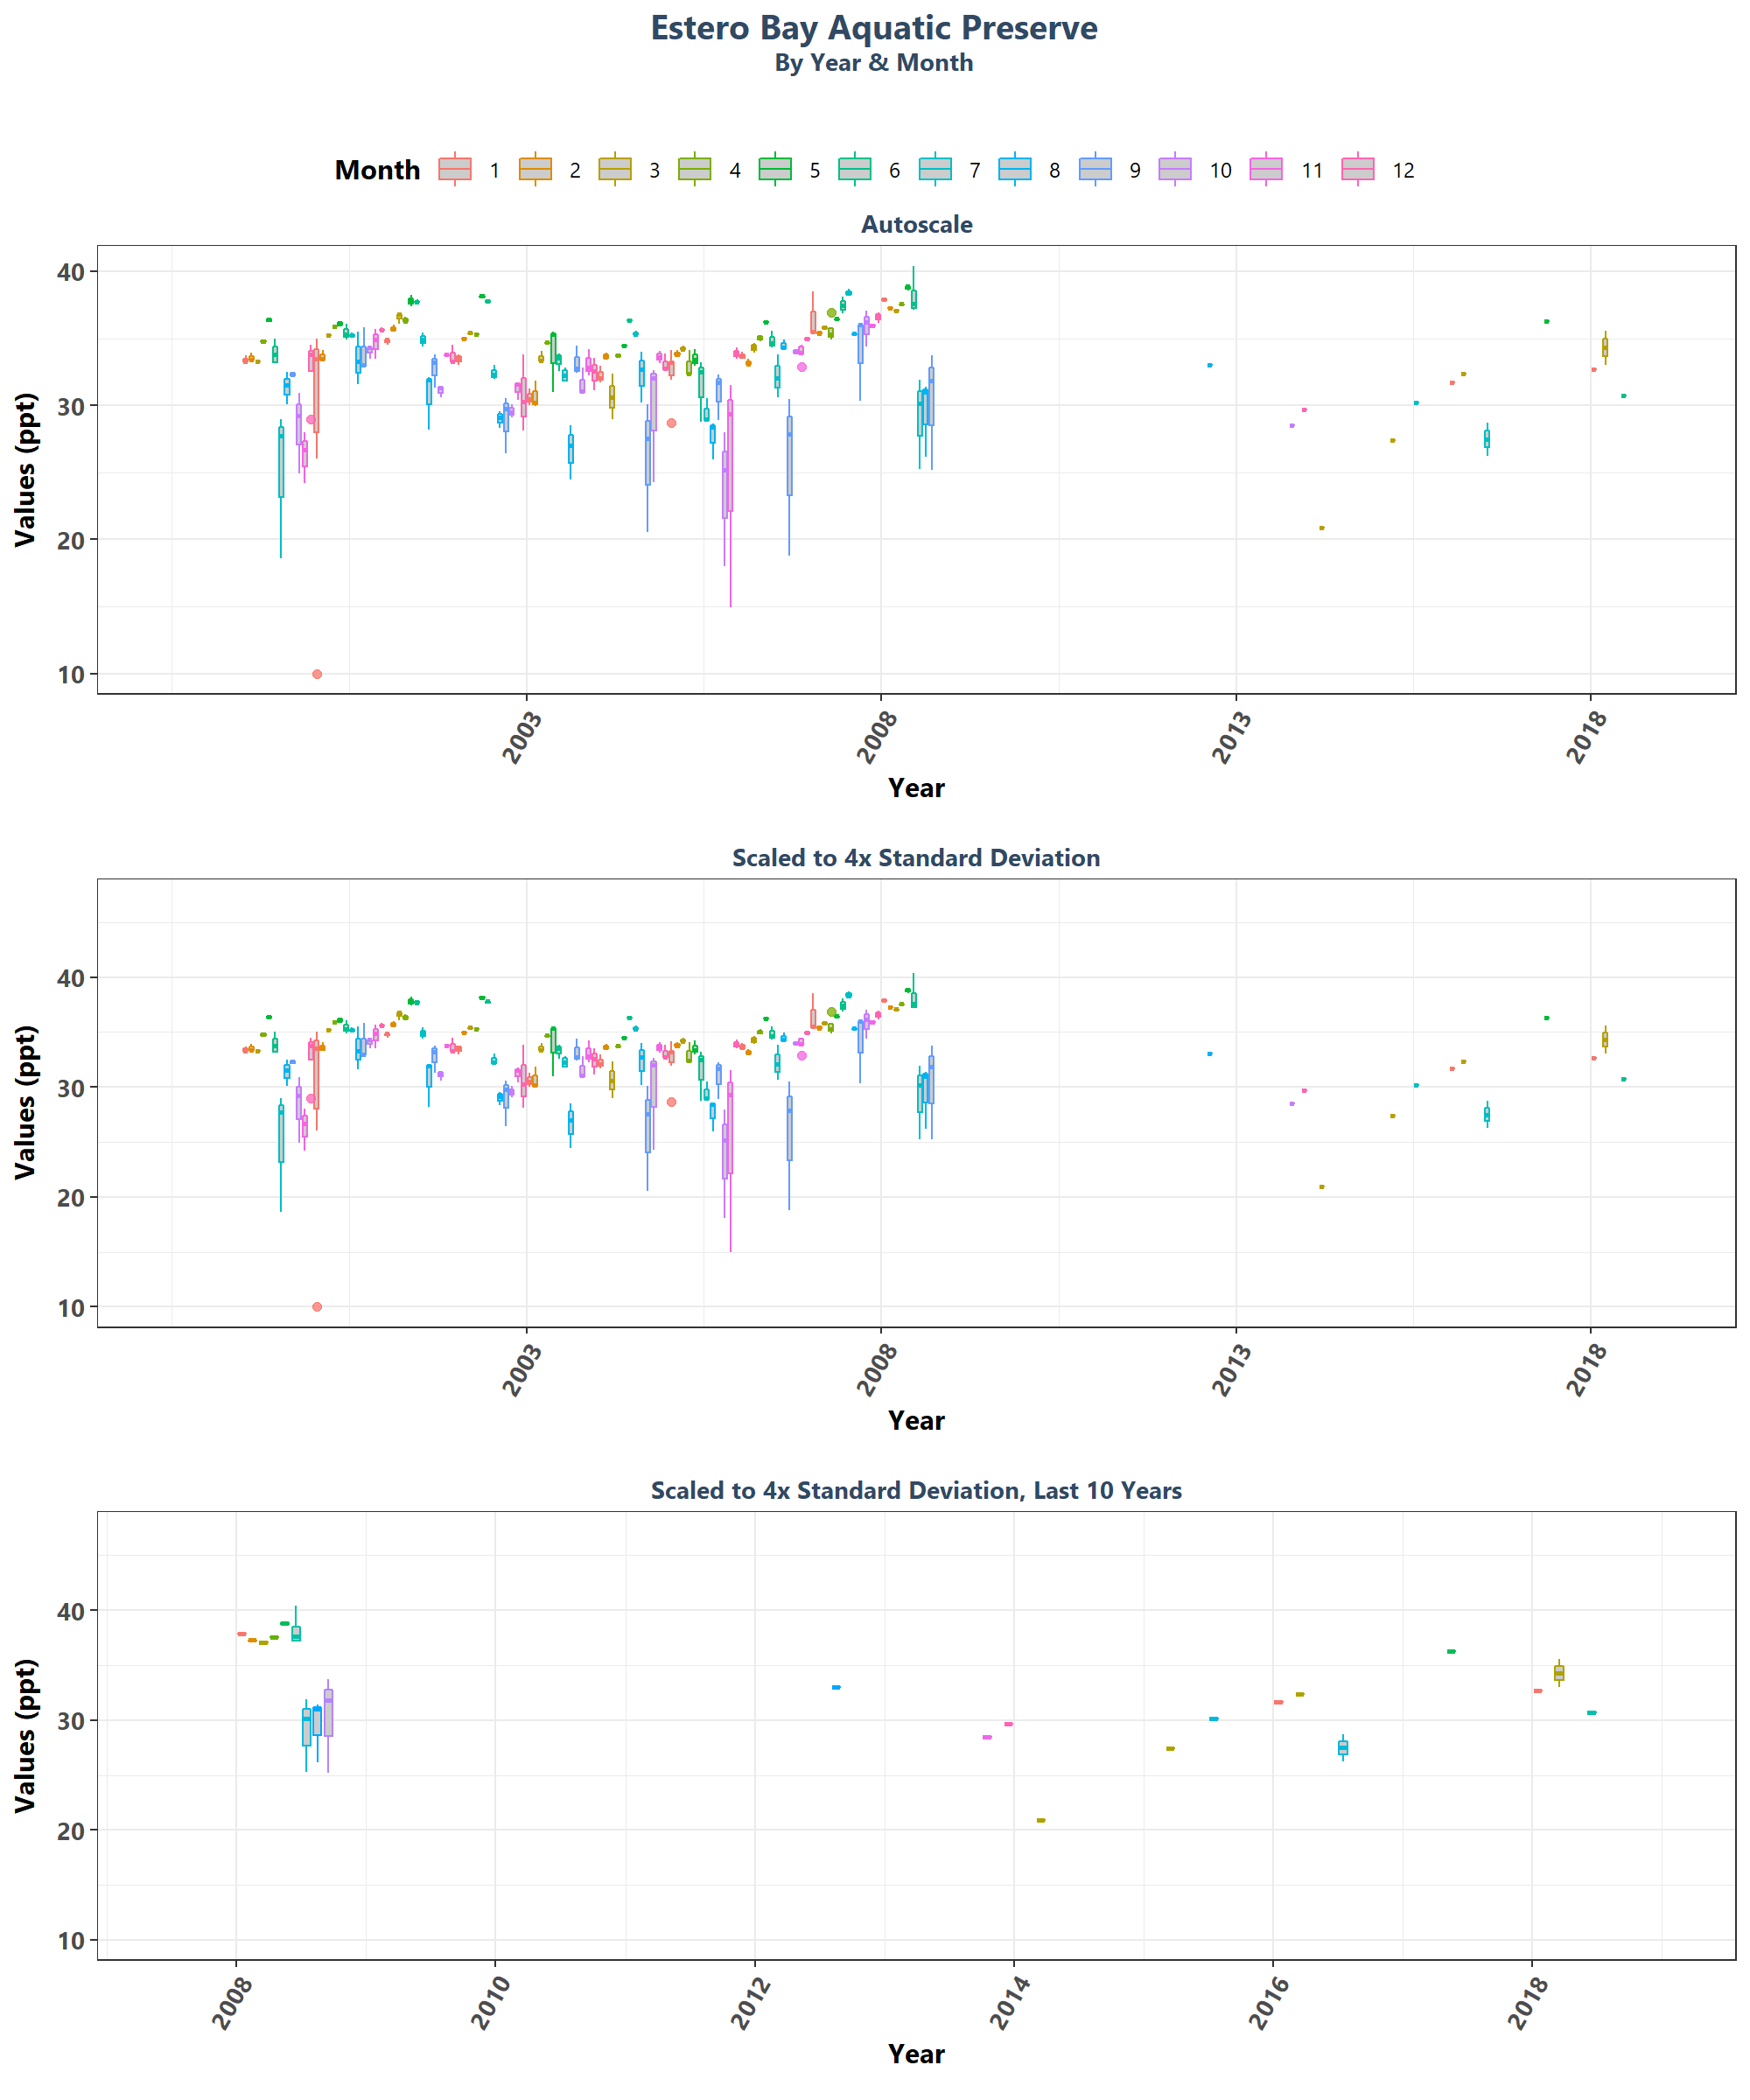 Estero Bay Aquatic Preserve
By Year & Month
Month 1 2 3 4 5 6 7 8 9 10 11 12
Autoscale
Values (ppt)
40
30
20
10
2003 2008 2013 2018
Year
Scaled to 4x Standard Deviation
Values (ppt)
40
30
20
10
2003 2008 2013 2018
Year
Scaled to 4x Standard Deviation, Last 10 Years
Values (ppt)
40
30
20
10
2008 2010 2012 2014 2016 2018
Year